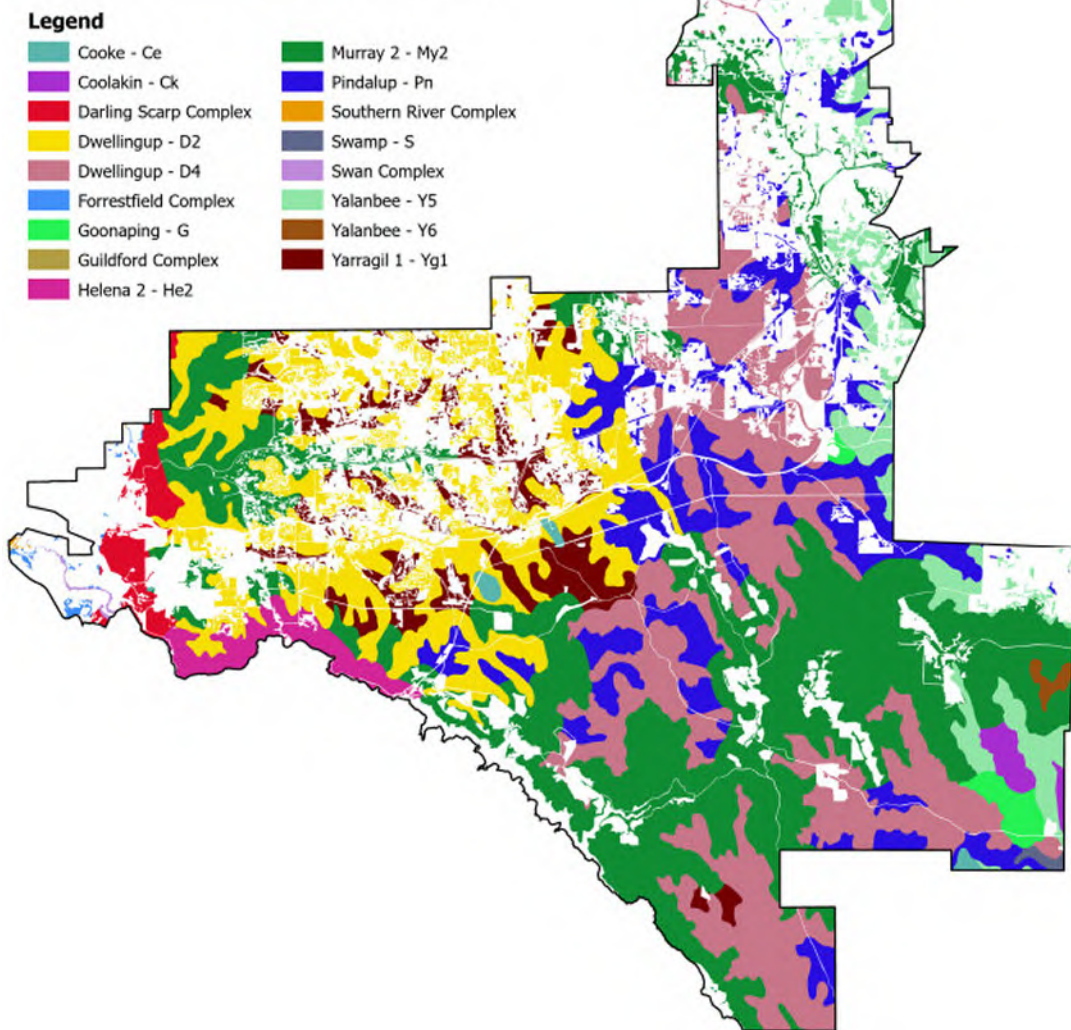 Legend
Cooke - Ce
Coolakin - Ck
Darling Scarp Complex
Dwellingup - D2
Dwellingup - D4
Forrestfield Complex
Goonaping - G
Guildford Complex
Helena 2 - He2
Murray 2 - My2
Pindalup - Pn
Southern River Complex
Swamp - S
Swan Complex
Yalanbee - Y5
Yalanbee - Y6
Yarragil 1 - Yg1